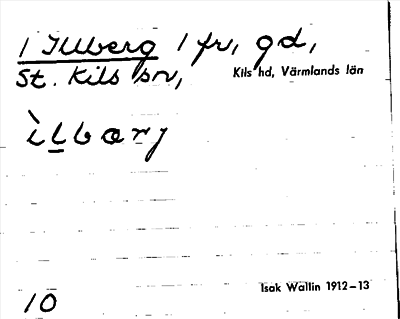 1 Illberg 1 fr, gd,
St. Kils sn, Kils hd, Värmlands län
ìlbærj
Isak Wallin 1912–13
10